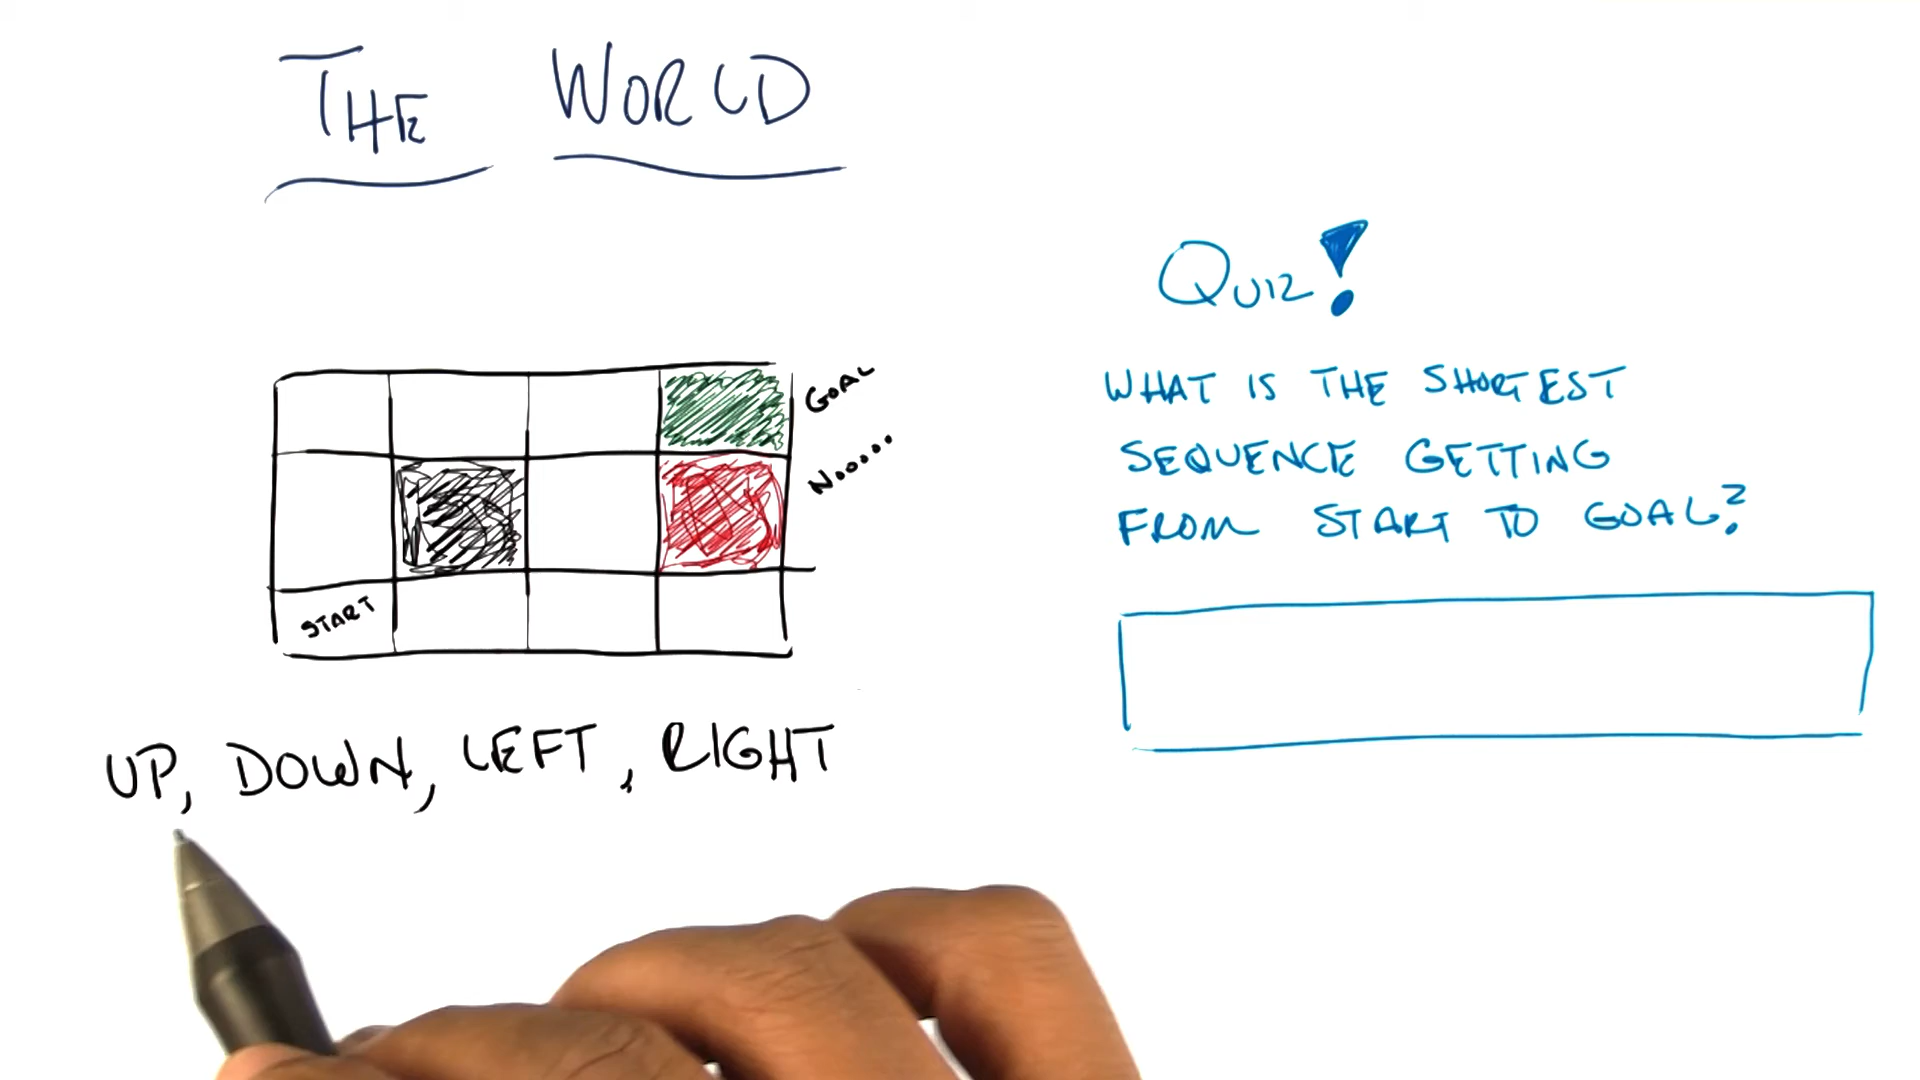 THE WORLD
QUIZ!
WHAT IS THE SHORTEST
SEQUENCE GETTING
FROM START TO GOAL?
GOAL
Noooo..
START
UP, DOWN, LEFT, RIGHT